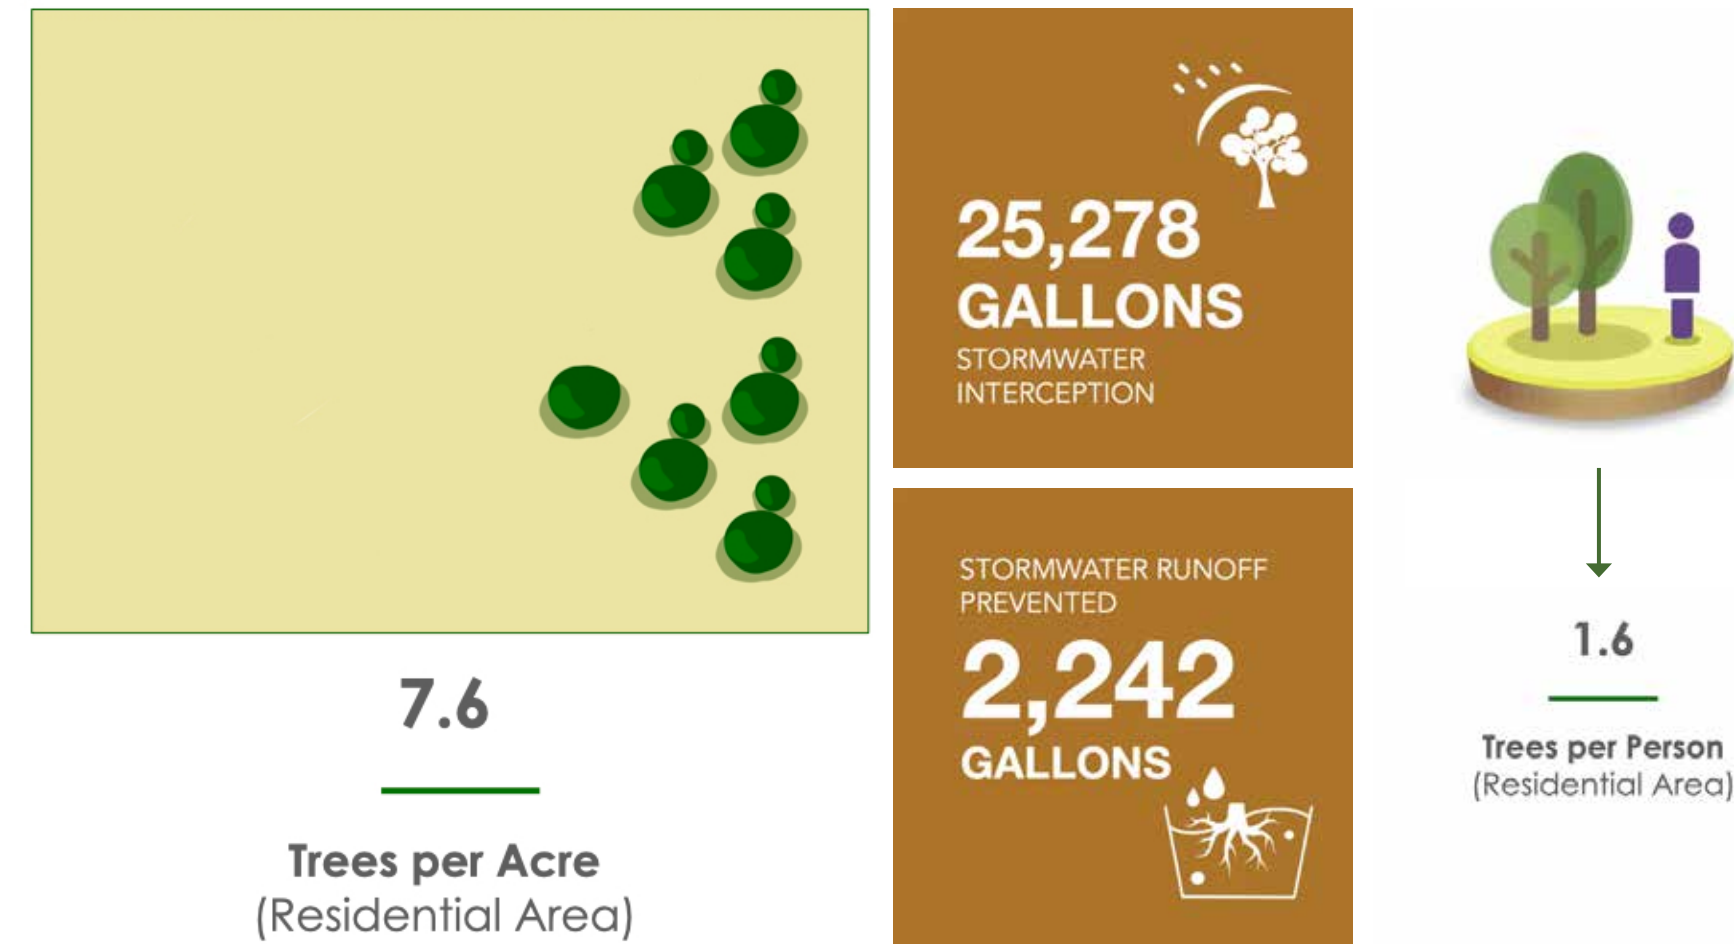 7.6
Trees per Acre
(Residential Area)
25,278
GALLONS
STORMWATER
INTERCEPTION
STORMWATER RUNOFF
PREVENTED
2,242
GALLONS
1.6
Trees per Person
(Residential Area)